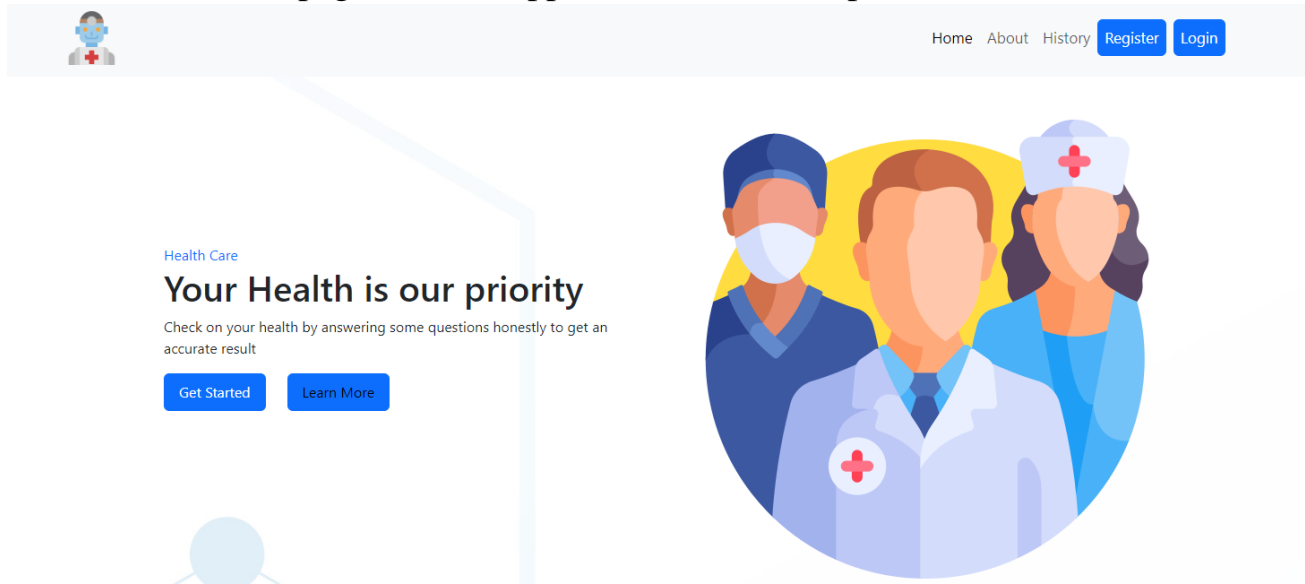 Home About History Register Login
Health Care
Your Health is our priority
Check on your health by answering some questions honestly to get an
accurate result
Get Started Learn More